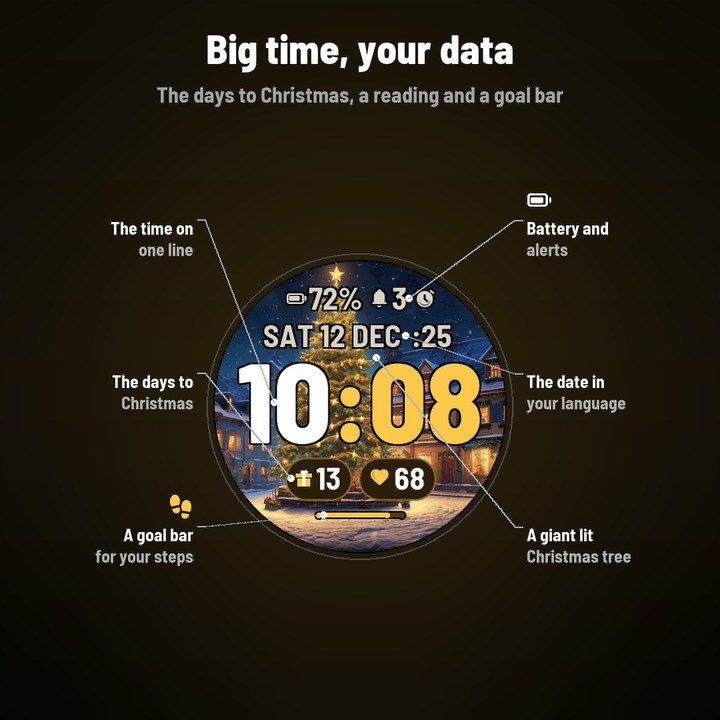 Big time, your data
The days to Christmas, a reading and a goal bar
The time on
one line
Battery and
alerts
72% 3
SAT 12 DEC :25
10:08
The days to
Christmas
The date in
your language
13 68
A goal bar
for your steps
A giant lit
Christmas tree